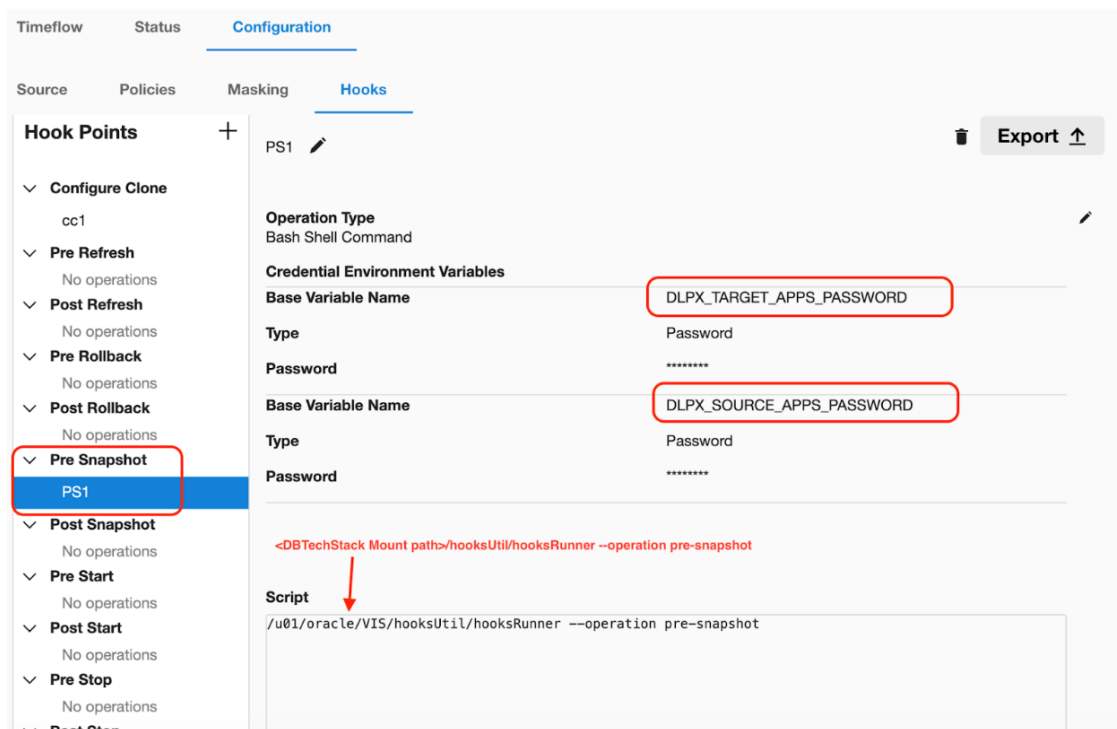 Timeflow Status Configuration
Source Policies Masking Hooks
Hook Points
Configure Clone
cc1
Pre Refresh
No operations
Post Refresh
No operations
Pre Rollback
No operations
Post Rollback
No operations
Pre Snapshot
PS1
Post Snapshot
No operations
Pre Start
No operations
Post Start
No operations
Pre Stop
No operations
PS1
Export
Operation Type
Bash Shell Command
Credential Environment Variables
Base Variable Name DLPX_TARGET_APPS_PASSWORD
Type Password
Password ********
Base Variable Name DLPX_SOURCE_APPS_PASSWORD
Type Password
Password ********
<DBTechStack Mount path>/hooksUtil/hooksRunner --operation pre-snapshot
Script
/u01/oracle/VIS/hooksUtil/hooksRunner --operation pre-snapshot